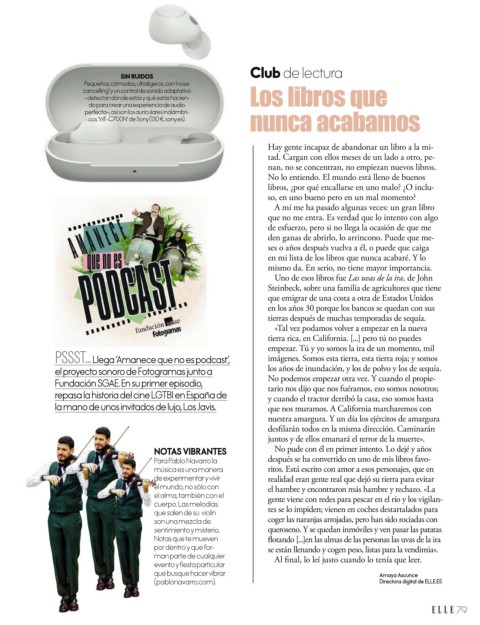 SIN RUIDOS
Pequeños, cómodos, ultraligeros, con 'noise
cancelling' y un control de sonido adaptativo
–detectan dónde estás y qué estás hacien-
do para crear una experiencia de audio
perfecta–, así son los auriculares inalámbri-
cos 'WF-C700N' de Sony (130 €, sony.es).
AMANECE
QUE NO ES
PODCAST
fundación sgae
Fotogramas
PSSST... Llega 'Amanece que no es podcast',
el proyecto sonoro de Fotogramas junto a
Fundación SGAE. En su primer episodio,
repasa la historia del cine LGTBI en España de
la mano de unos invitados de lujo, Los Javis.
NOTAS VIBRANTES
Para Pablo Navarro la
música es una manera
de experimentar y vivir
el mundo, no sólo con
el alma, también con el
cuerpo. Las melodías
que salen de su violín
son una mezcla de
sentimiento y misterio.
Notas que te mueven
por dentro y que for-
man parte de cualquier
evento y fiesta particular
que busque hacer vibrar
(pablonavarro.com).
Club de lectura
Los libros que
nunca acabamos
Hay gente incapaz de abandonar un libro a la mi-
tad. Cargan con ellos meses de un lado a otro, pe-
nan, no se concentran, no empiezan nuevos libros.
No lo entiendo. El mundo está lleno de buenos
libros, ¿por qué encallarse en uno malo? ¿O inclu-
so, en uno bueno pero en un mal momento?
A mí me ha pasado algunas veces: un gran libro
que no me entra. Es verdad que lo intento con algo
de esfuerzo, pero si no llega la ocasión de que me
den ganas de abrirlo, lo arrincono. Puede que me-
ses o años después vuelva a él, o puede que caiga
en mi lista de los libros que nunca acabaré. Y lo
mismo da. En serio, no tiene mayor importancia.
Uno de esos libros fue Las uvas de la ira, de John
Steinbeck, sobre una familia de agricultores que tiene
que emigrar de una costa a otra de Estados Unidos
en los años 30 porque los bancos se quedan con sus
tierras después de muchas temporadas de sequía.
«Tal vez podamos volver a empezar en la nueva
tierra rica, en California. [...] pero tú no puedes
empezar. Tú y yo somos la ira de un momento, mil
imágenes. Somos esta tierra, esta tierra roja; y somos
los años de inundación, y los de polvo y los de sequía.
No podemos empezar otra vez. Y cuando el propie-
tario nos dijo que nos fuéramos, eso somos nosotros;
y cuando el tractor derribó la casa, eso somos hasta
que nos muramos. A California marcharemos con
nuestra amargura. Y un día los ejércitos de amargura
desfilarán todos en la misma dirección. Caminarán
juntos y de ellos emanará el terror de la muerte».
No pude con él en primer intento. Lo dejé y años
después se ha convertido en uno de mis libros favo-
ritos. Está escrito con amor a esos personajes, que en
realidad eran gente real que dejó su tierra para evitar
el hambre y encontraron más hambre y rechazo. «La
gente viene con redes para pescar en el río y los vigilan-
tes se lo impiden; vienen en coches destartalados para
coger las naranjas arrojadas, pero han sido rociadas con
queroseno. Y se quedan inmóviles y ven pasar las patatas
flotando [...]en las almas de las personas las uvas de la ira
se están llenando y cogen peso, listas para la vendimia».
Al final, lo leí justo cuando lo tenía que leer.
Amaya Ascunce
Directora digital de ELLE.ES
ELLE 79